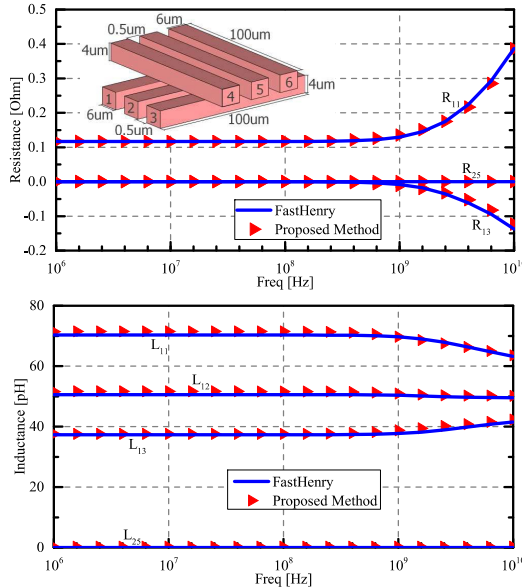 0.5
0.4
0.3
0.2
0.1
0.0
-0.1
-0.2
Resistance [Ohm]
6um
0.5um
100um
4um
4um
1
2
3
4
5
6
6um
0.5um
100um
R11
R25
R13
FastHenry
Proposed Method
10^6
10^7
10^8
10^9
10^10
Freq [Hz]
80
60
40
20
0
Inductance [pH]
L11
L12
L13
L25
FastHenry
Proposed Method
10^6
10^7
10^8
10^9
10^10
Freq [Hz]